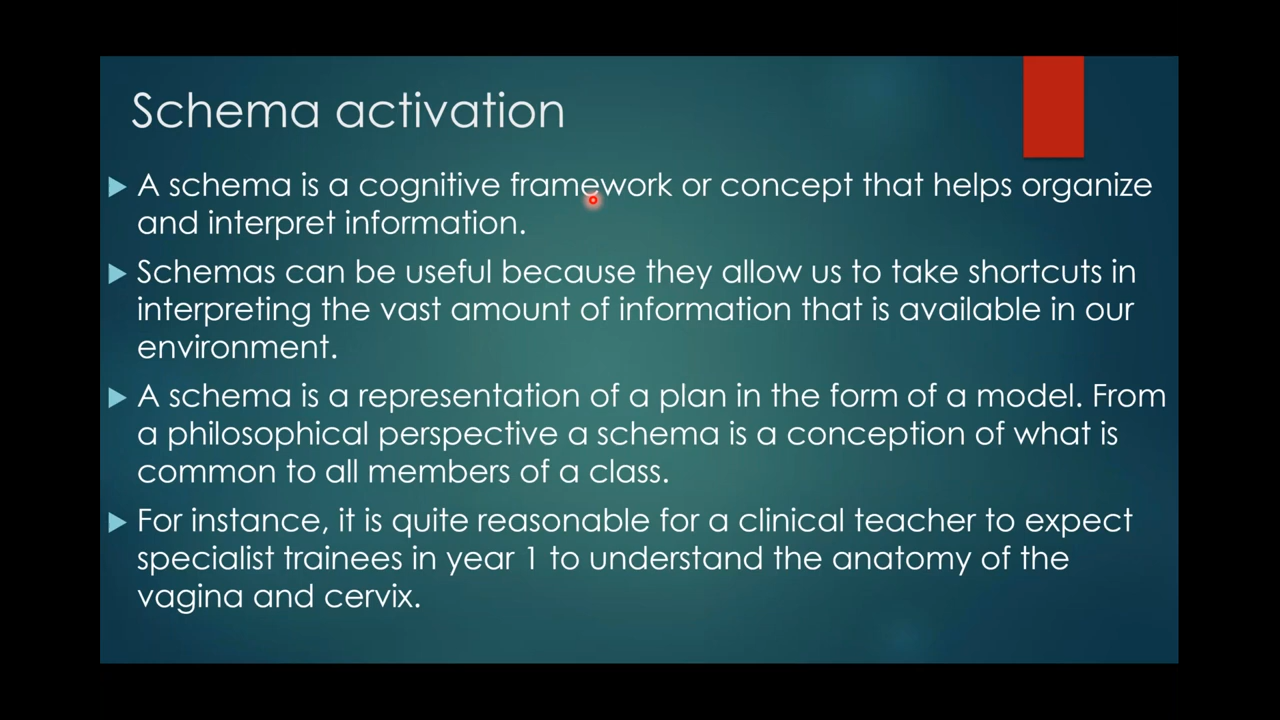 Schema activation
A schema is a cognitive framework or concept that helps organize
and interpret information.
Schemas can be useful because they allow us to take shortcuts in
interpreting the vast amount of information that is available in our
environment.
A schema is a representation of a plan in the form of a model. From
a philosophical perspective a schema is a conception of what is
common to all members of a class.
For instance, it is quite reasonable for a clinical teacher to expect
specialist trainees in year 1 to understand the anatomy of the
vagina and cervix.